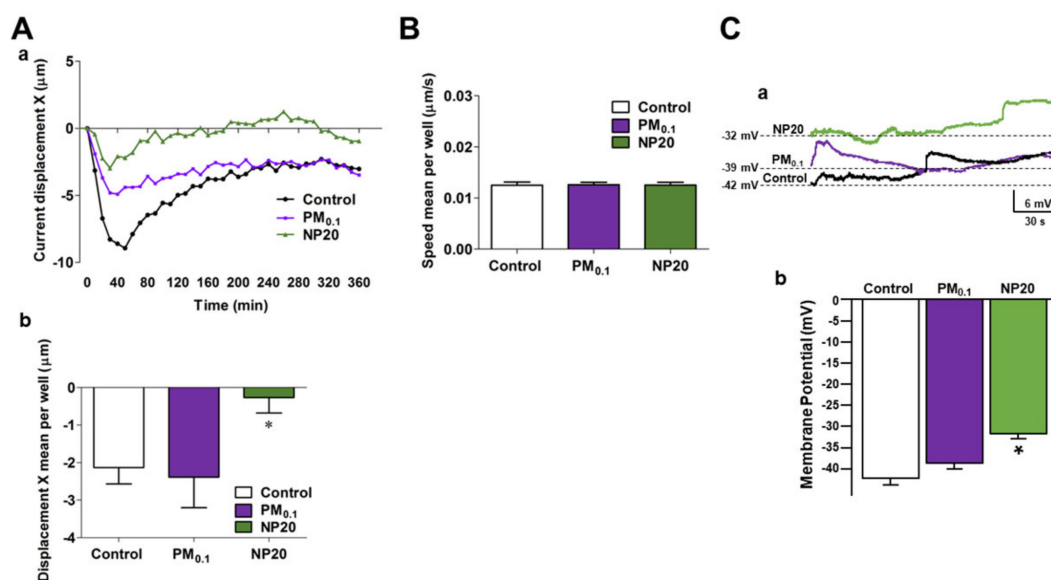 A
a
Current displacement X (μm)
5
0
-5
-10
0 40 80 120 160 200 240 280 320 360
Time (min)
Control
PM0.1
NP20
b
Displacement X mean per well (μm)
0
-1
-2
-3
-4
*
Control
PM0.1
NP20
Control PM0.1 NP20
B
Speed mean per well (μm/s)
0.03
0.02
0.01
0.00
Control
PM0.1
NP20
Control PM0.1 NP20
C
a
NP20
-32 mV
PM0.1
-39 mV
Control
-42 mV
6 mV
30 s
b
Control PM0.1 NP20
Membrane Potential (mV)
0
-5
-10
-15
-20
-25
-30
-35
-40
*